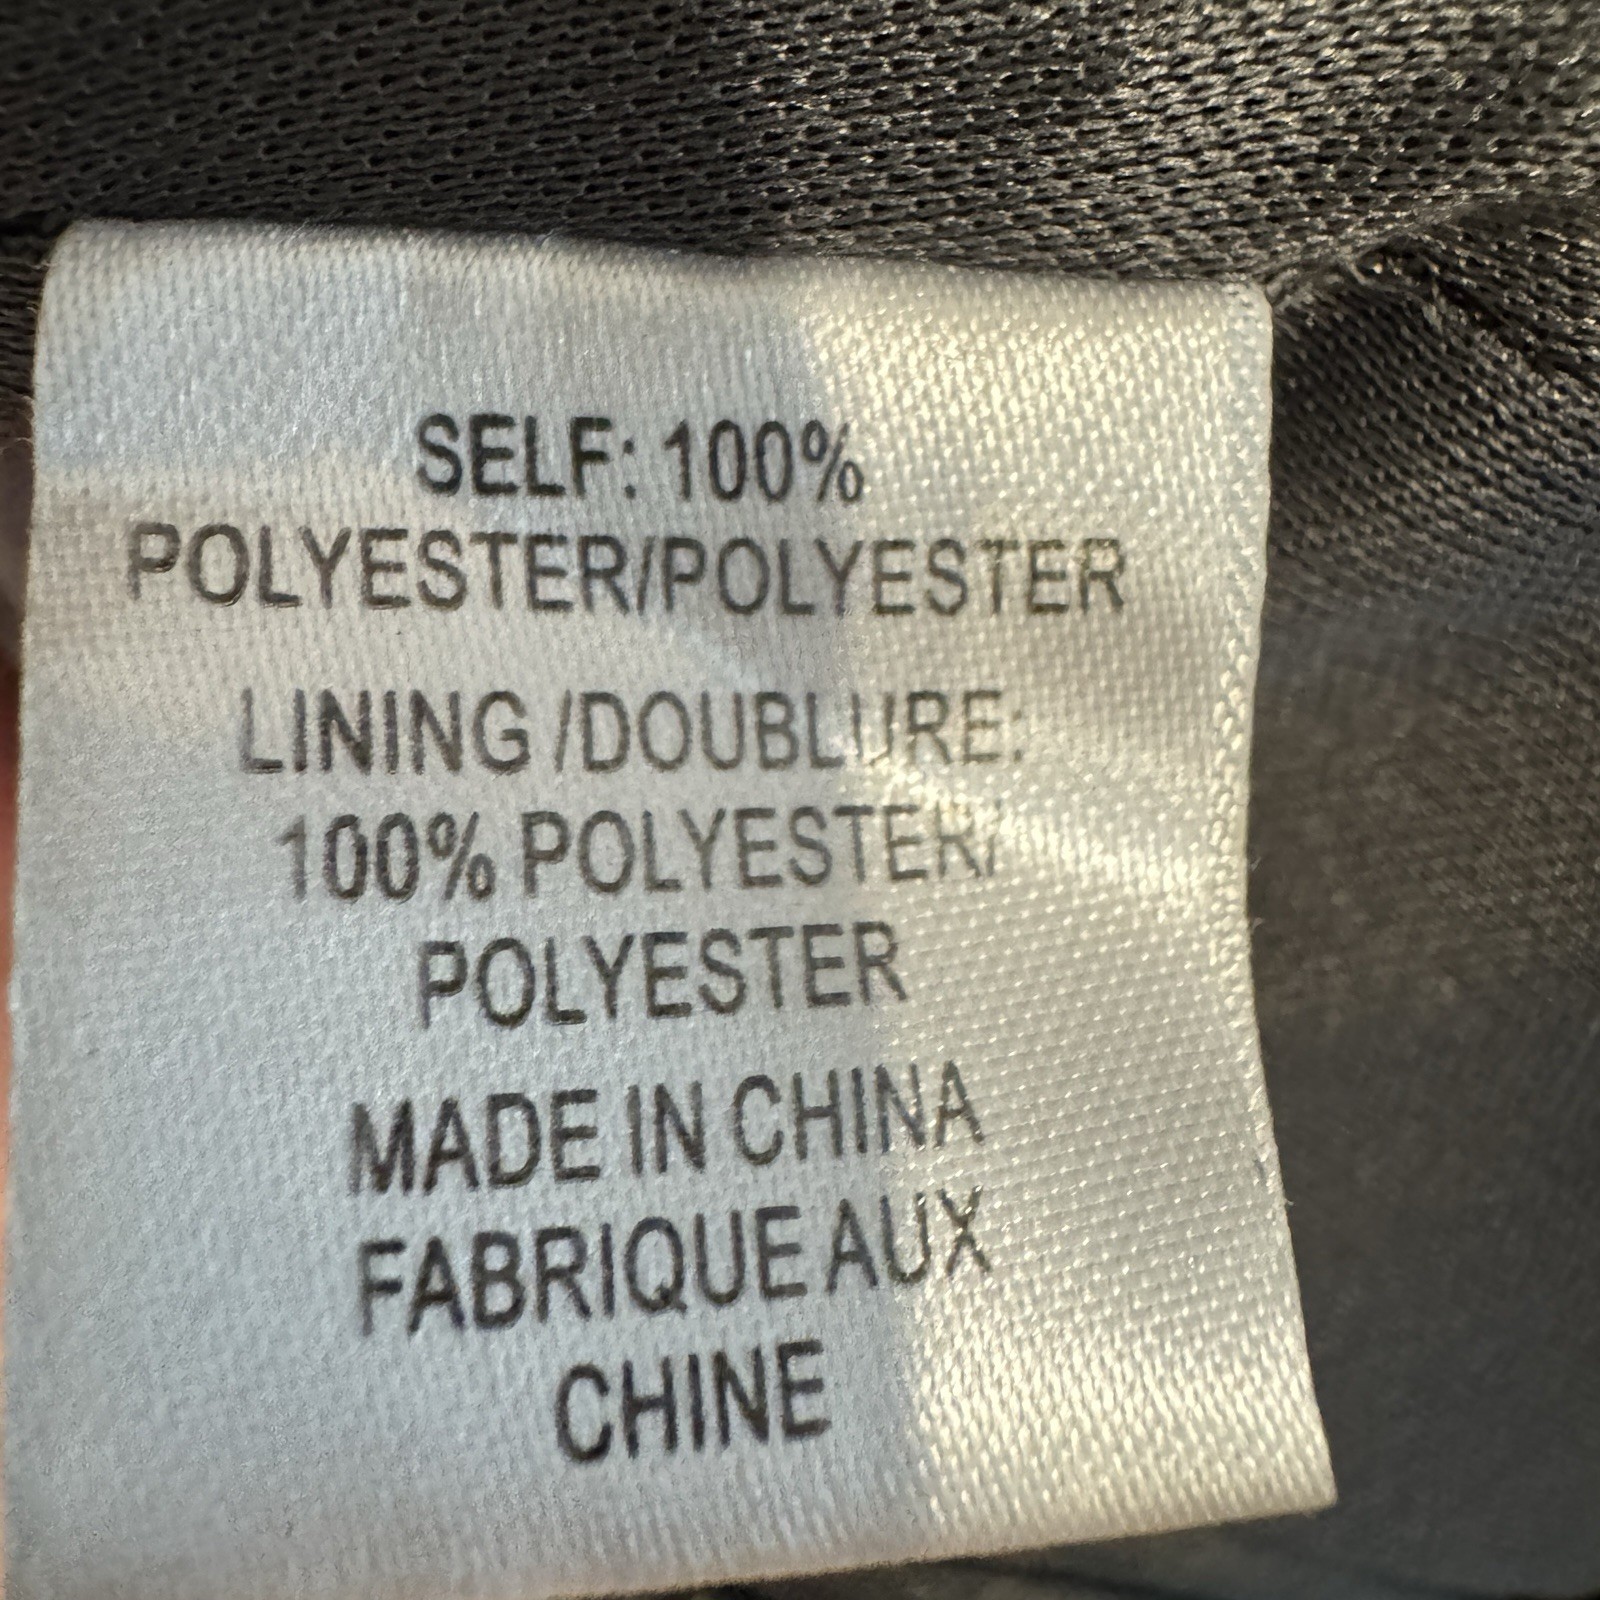 SELF: 100%
POLYESTER/POLYESTER
LINING /DOUBLURE:
100% POLYESTER/
POLYESTER
MADE IN CHINA
FABRIQUE AUX
CHINE